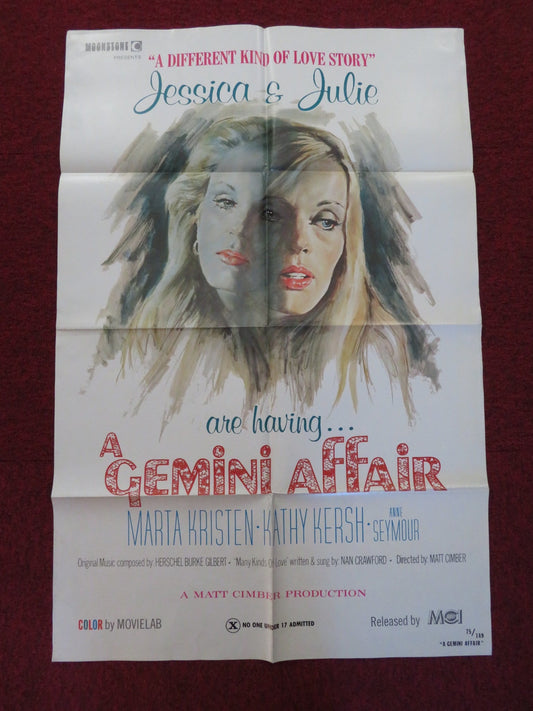 MOONSTONE
PRESENTS
"A DIFFERENT KIND OF LOVE STORY"
Jessica & Julie
are having...
A GEMINI AFFAIR
MARTA KRISTEN • KATHY KERSH • ANNE SEYMOUR
Original Music composed by HERSCHEL BURKE GILBERT • 'Many Kinds Of Love' written & sung by NAN CRAWFORD • Directed by MATT CIMBER
A MATT CIMBER PRODUCTION
COLOR by MOVIELAB
X NO ONE UNDER 17 ADMITTED
Released by MCI
75/189
"A GEMINI AFFAIR"